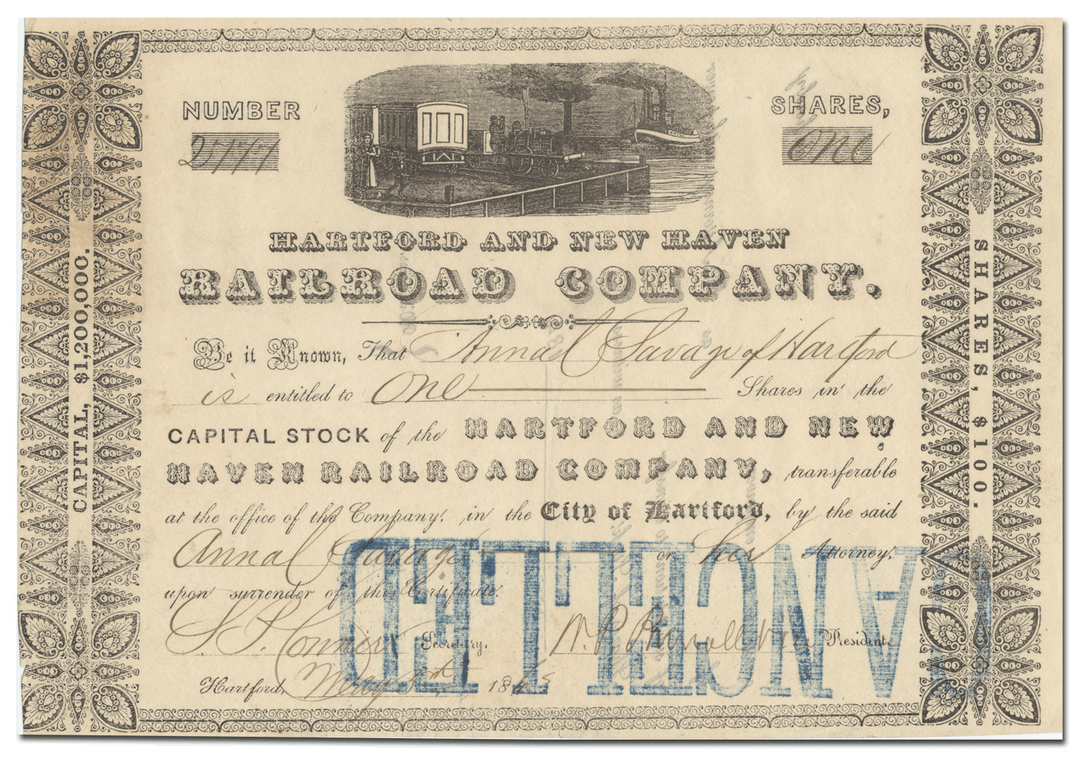 NUMBER
SHARES,
One
HARTFORD AND NEW HAVEN
RAILROAD COMPANY.
Be it Known, That Anna Savage of Hartford
is entitled to One Shares in the
CAPITAL STOCK of the HARTFORD AND NEW
HAVEN RAILROAD COMPANY, transferable
at the office of the Company, in the City of Hartford, by the said
Anna Savage or her Attorney,
upon surrender of this Certificate.
Secretary. President.
Hartford, May 184
CAPITAL, $1,200,000.
SHARES, $100.
CANCELLED